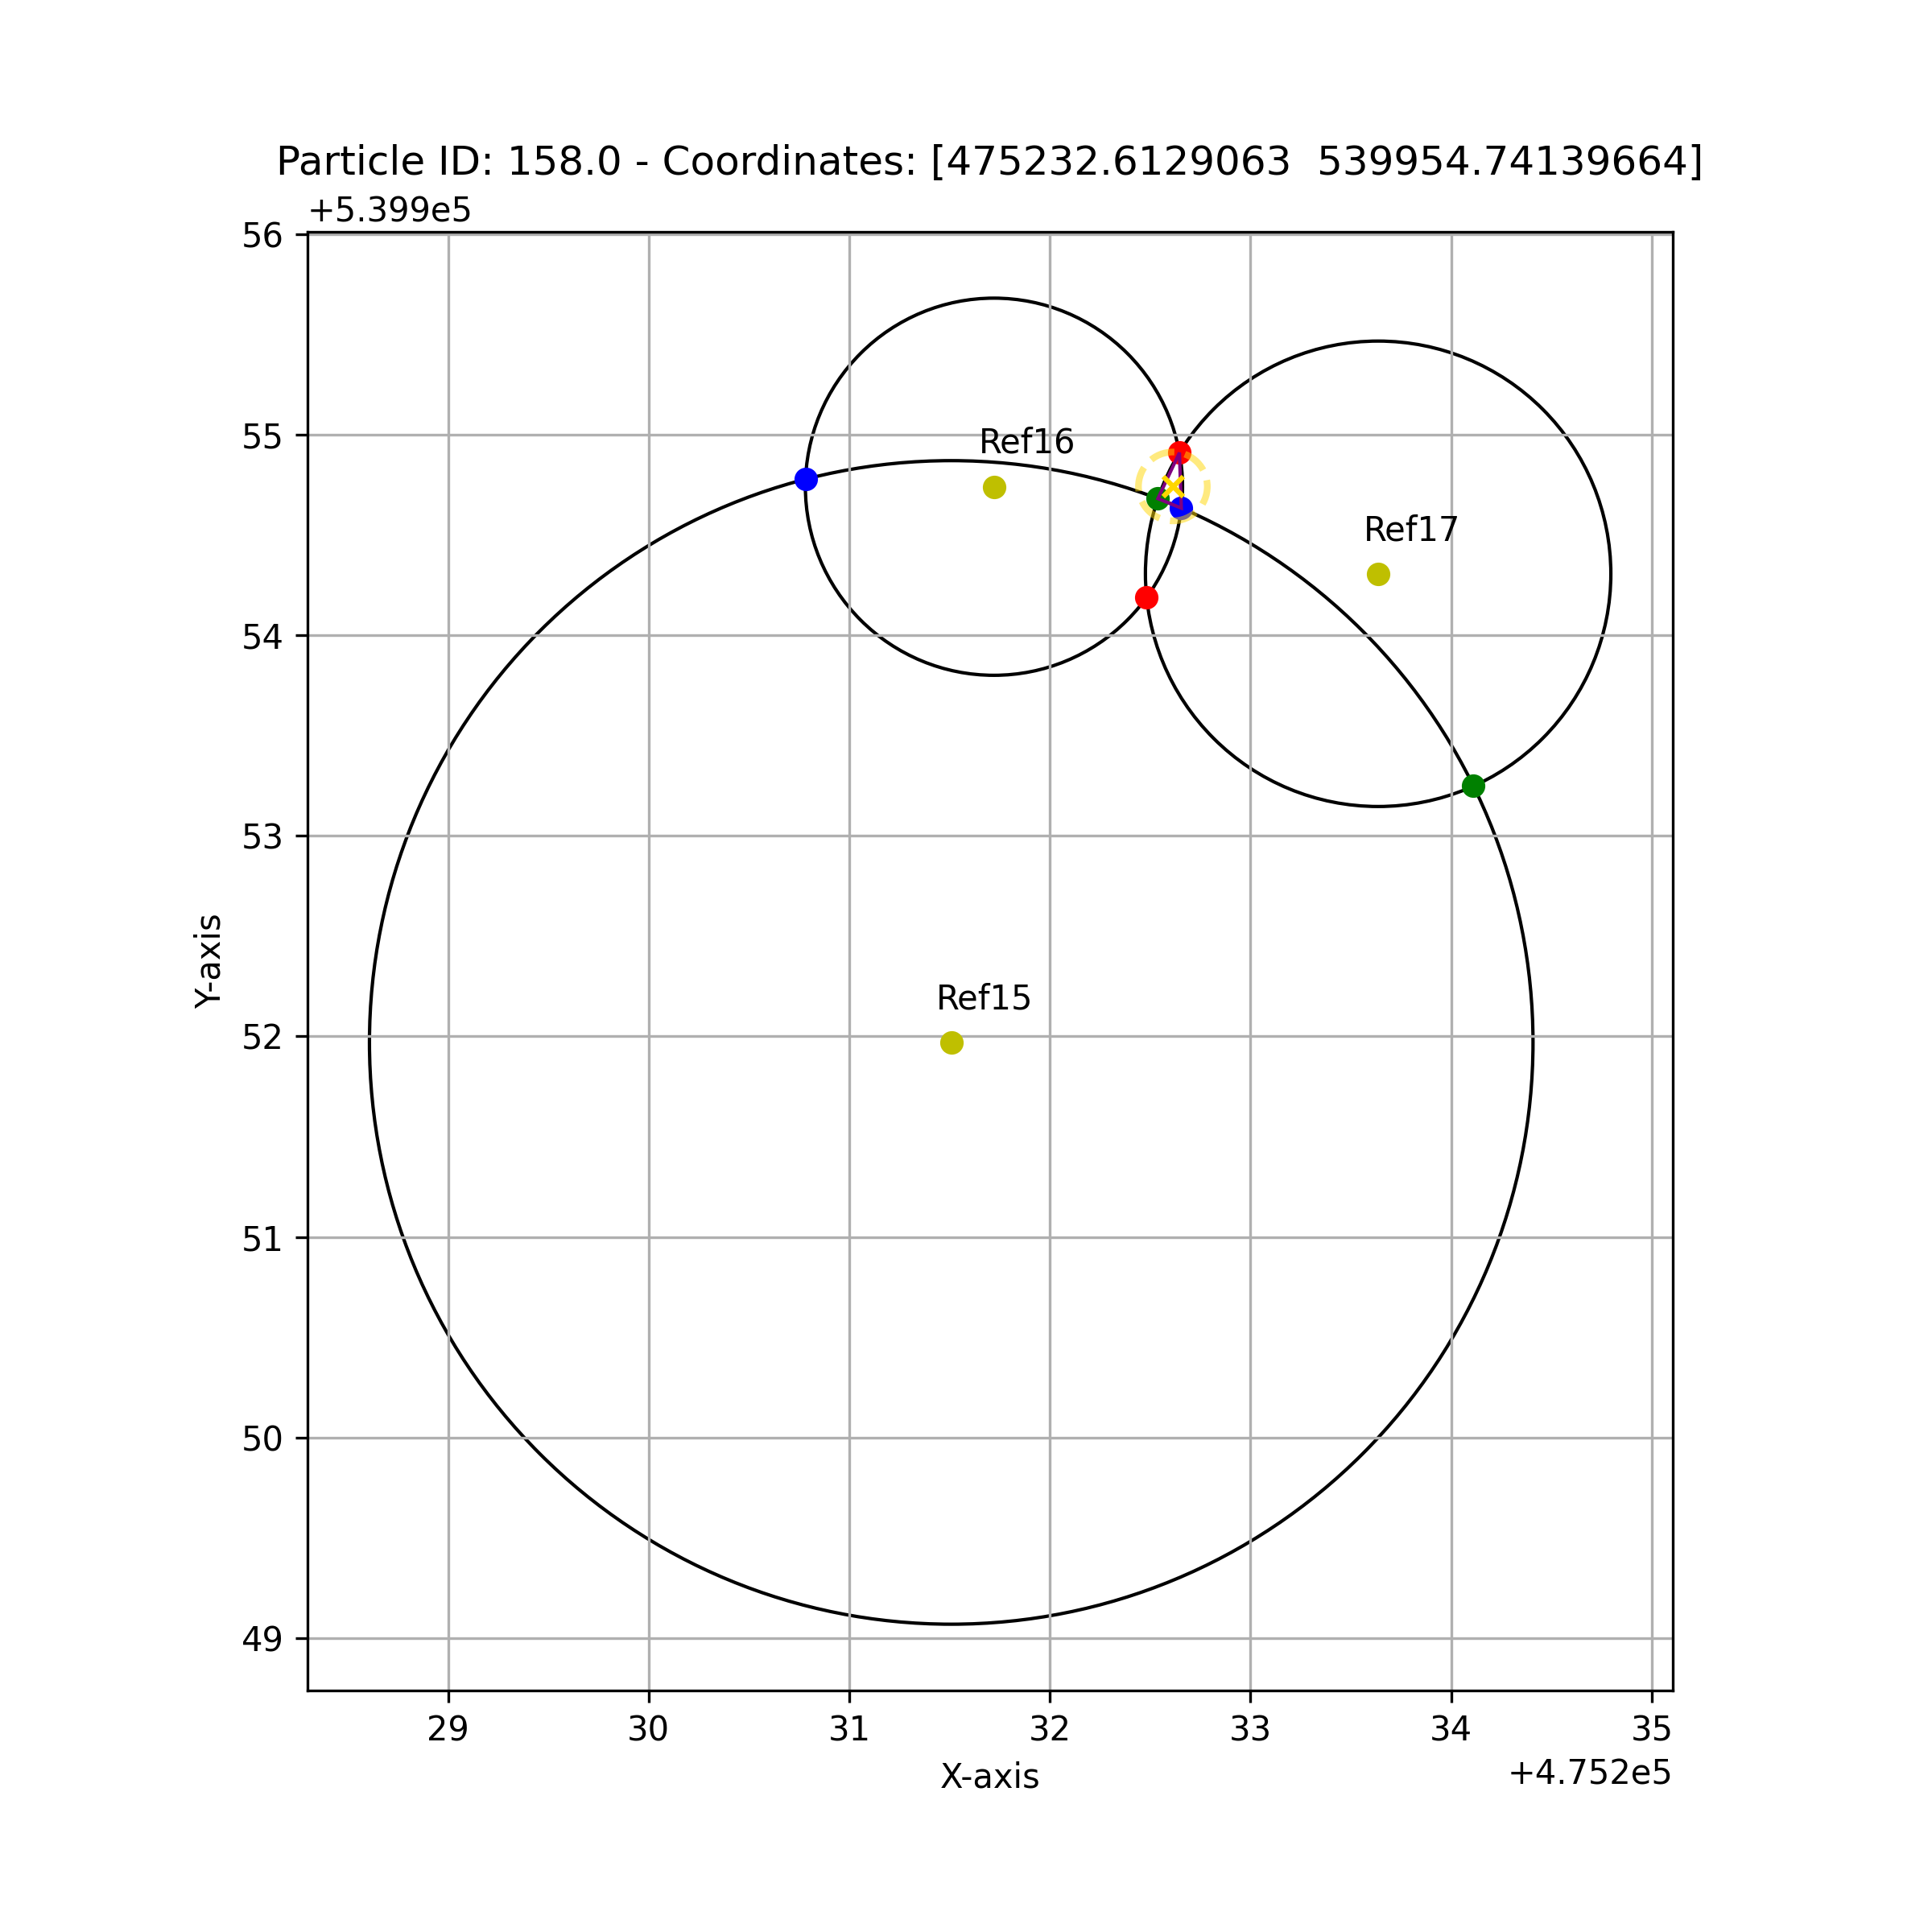 Particle ID: 158.0 - Coordinates: [475232.6129063  539954.74139664]
+5.399e5
56
55
54
53
52
51
50
49
Y-axis
Ref16
Ref17
Ref15
29 30 31 32 33 34 35
X-axis
+4.752e5